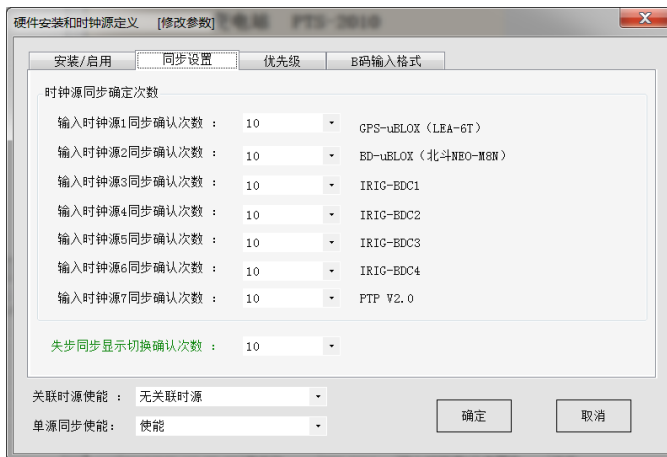 硬件安装和时钟源定义 [修改参数] 变电站 PTS-2010
安装/启用 同步设置 优先级 B码输入格式
时钟源同步确定次数
输入时钟源1同步确认次数 : 10 GPS-uBLOX (LEA-6T)
输入时钟源2同步确认次数 : 10 BD-uBLOX (北斗NEO-M8N)
输入时钟源3同步确认次数 : 10 IRIG-BDC1
输入时钟源4同步确认次数 : 10 IRIG-BDC2
输入时钟源5同步确认次数 : 10 IRIG-BDC3
输入时钟源6同步确认次数 : 10 IRIG-BDC4
输入时钟源7同步确认次数 : 10 PTP V2.0
失步同步显示切换确认次数 : 10
关联时源使能 : 无关联时源
单源同步使能: 使能
确定 取消